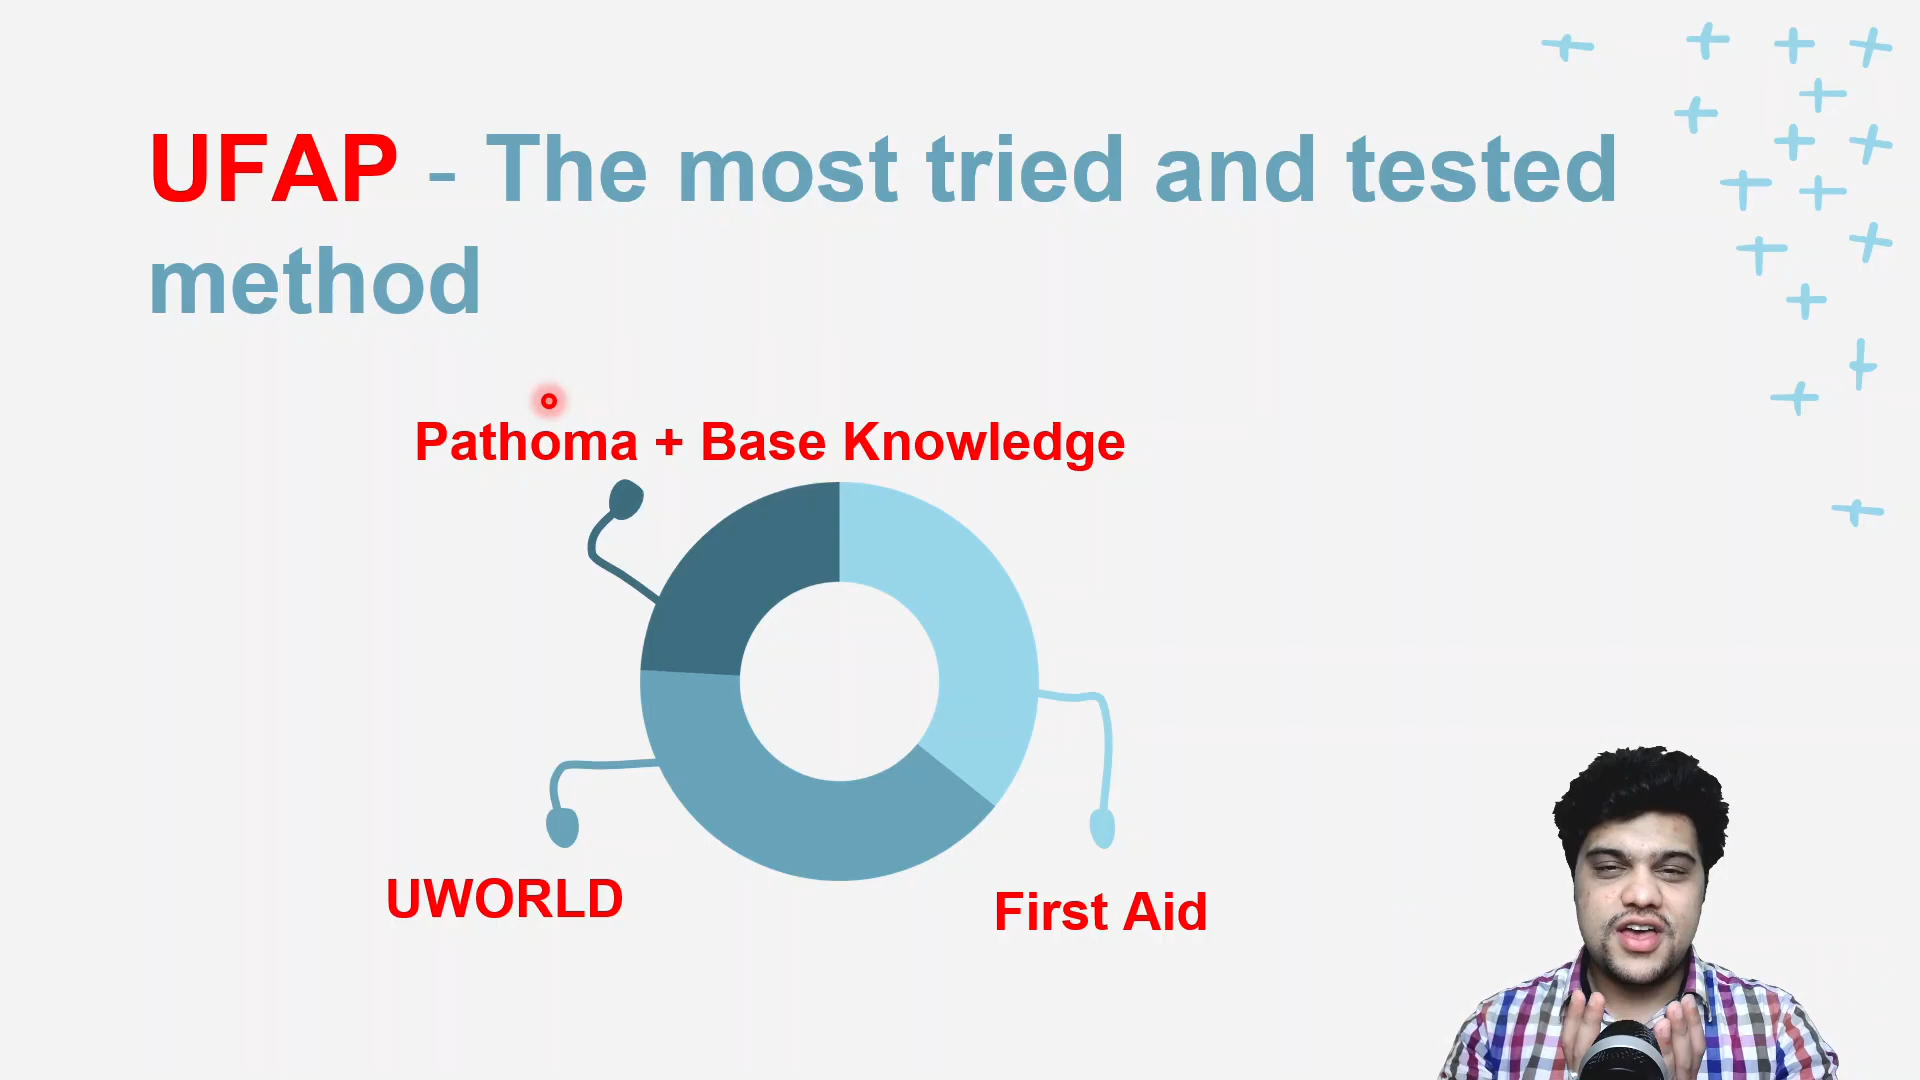 UFAP - The most tried and tested
method
Pathoma + Base Knowledge
UWORLD
First Aid